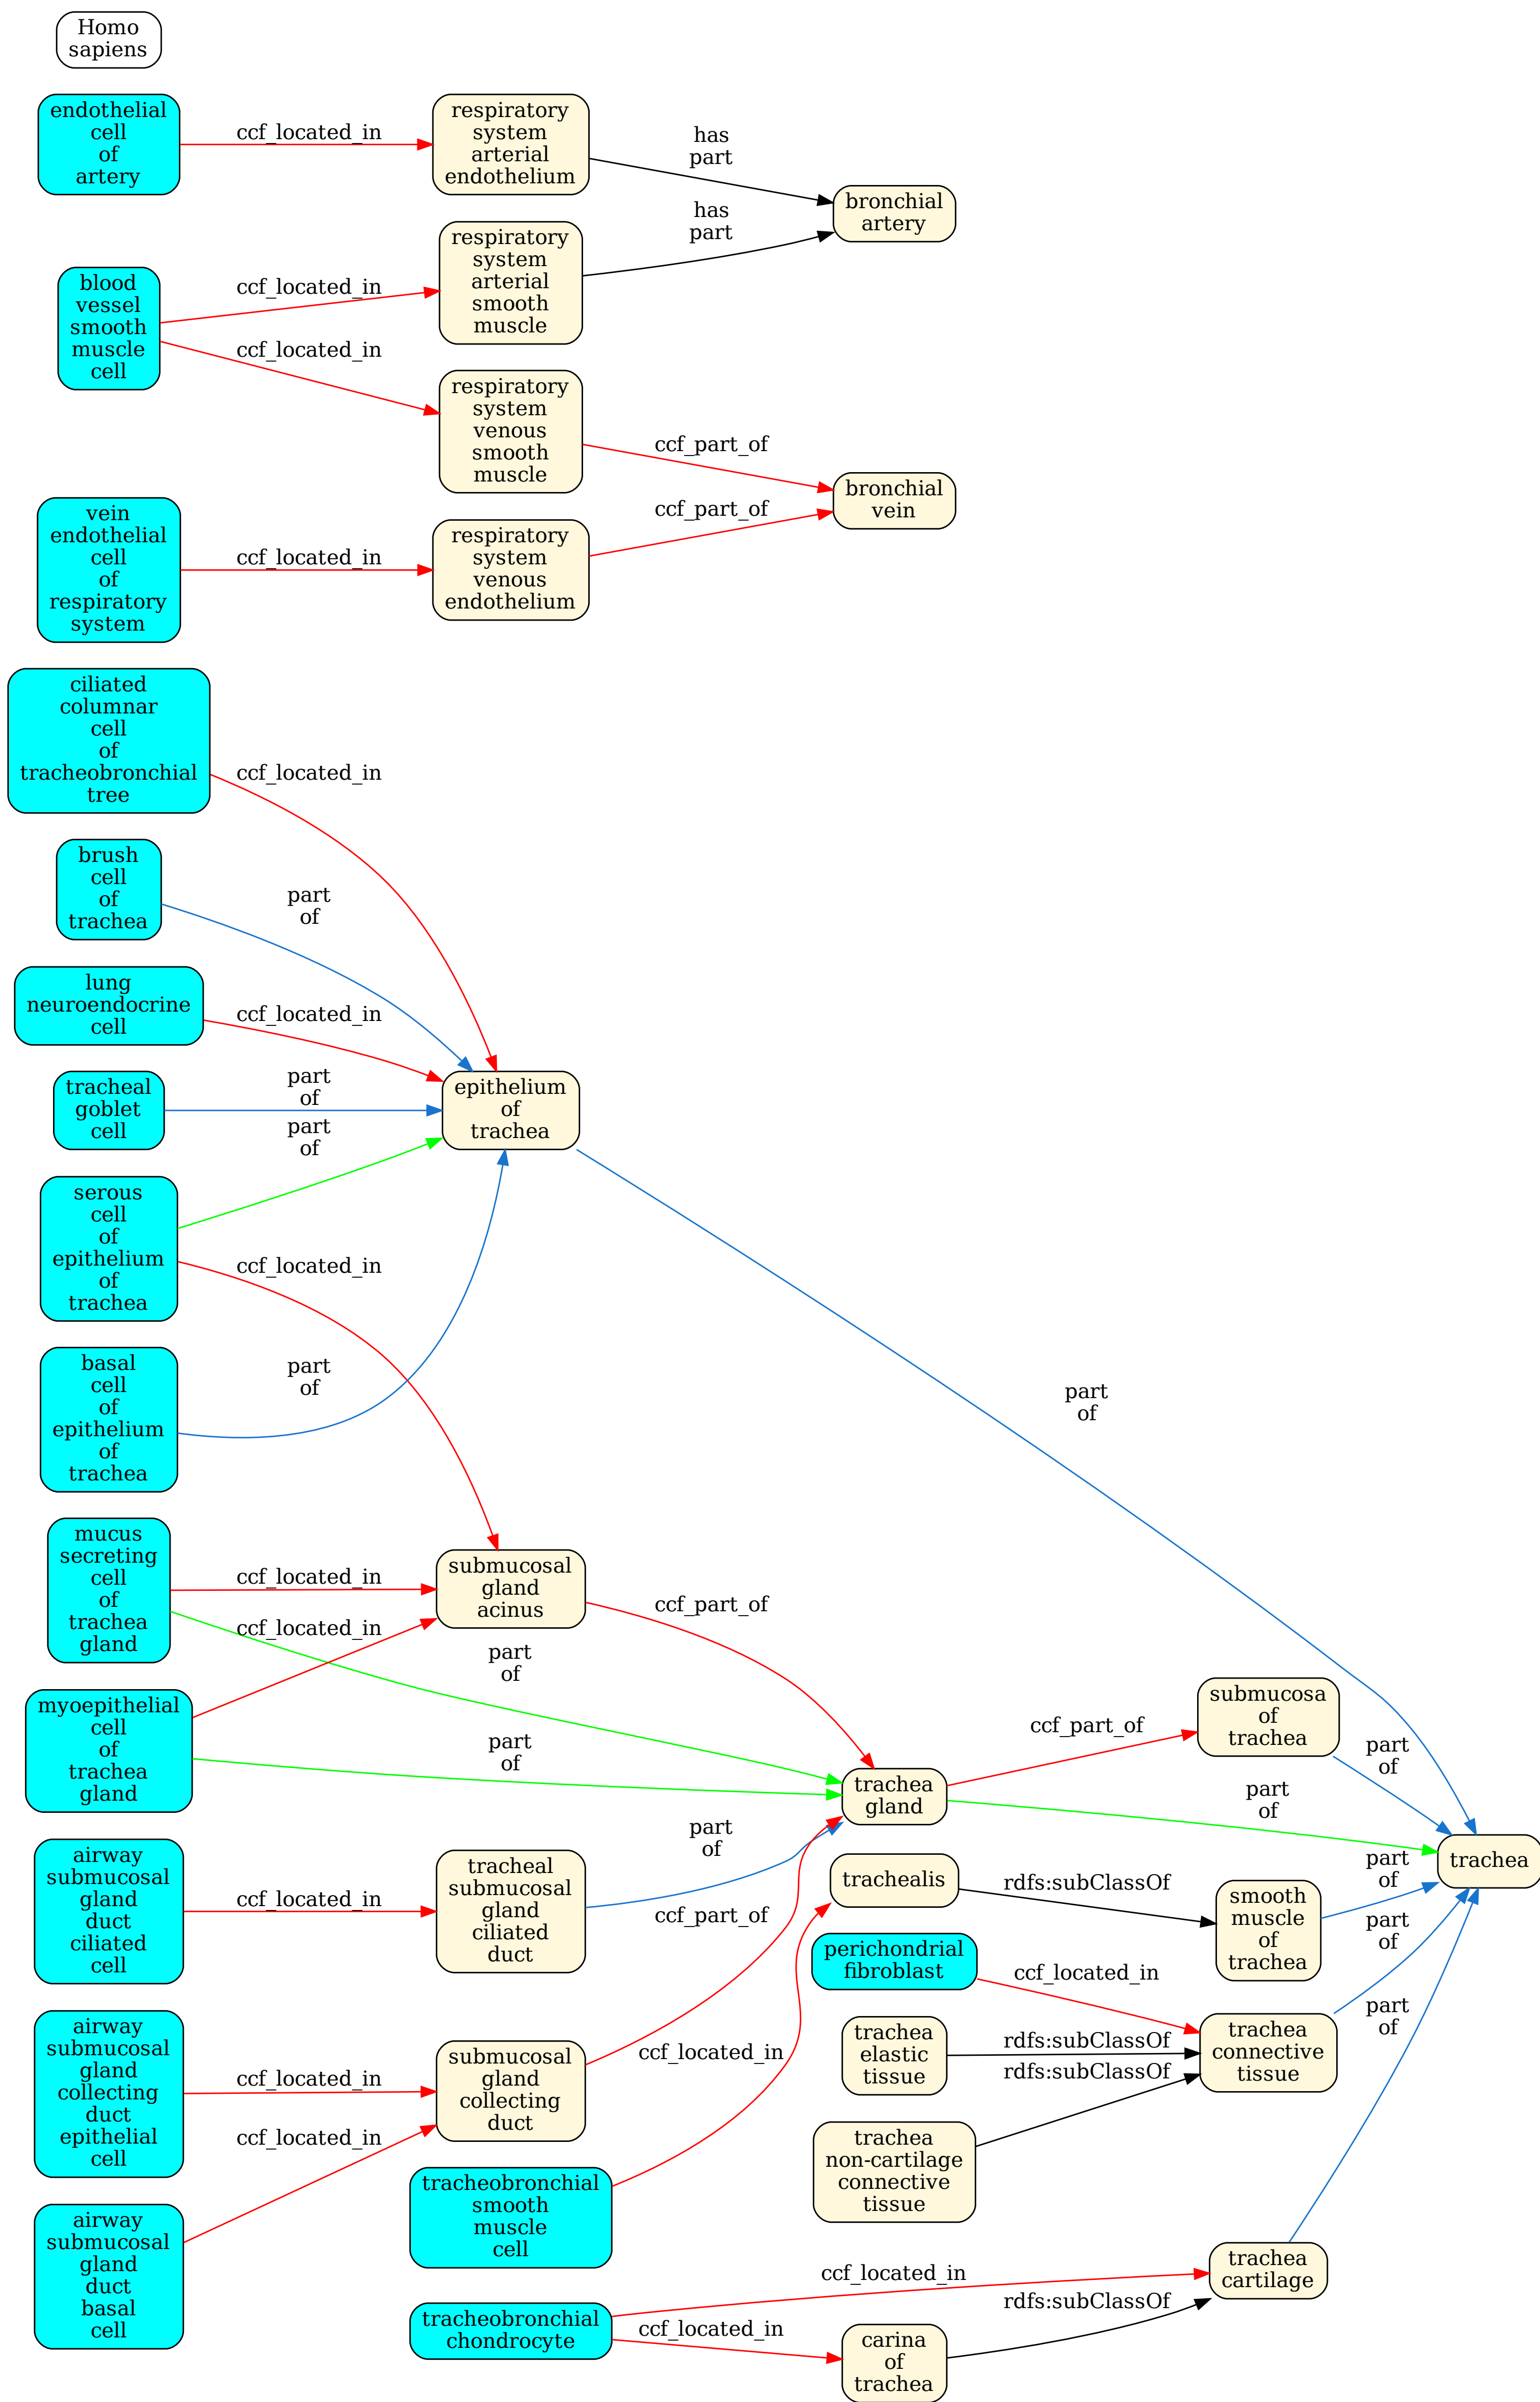 Homo
sapiens
endothelial
cell
of
artery
ccf_located_in
respiratory
system
arterial
endothelium
has
part
bronchial
artery
blood
vessel
smooth
muscle
cell
ccf_located_in
respiratory
system
arterial
smooth
muscle
has
part
ccf_located_in
respiratory
system
venous
smooth
muscle
ccf_part_of
bronchial
vein
vein
endothelial
cell
of
respiratory
system
ccf_located_in
respiratory
system
venous
endothelium
ccf_part_of
ciliated
columnar
cell
of
tracheobronchial
tree
ccf_located_in
brush
cell
of
trachea
part
of
lung
neuroendocrine
cell
ccf_located_in
tracheal
goblet
cell
part
of
epithelium
of
trachea
part
of
serous
cell
of
epithelium
of
trachea
part
of
ccf_located_in
basal
cell
of
epithelium
of
trachea
part
of
mucus
secreting
cell
of
trachea
gland
ccf_located_in
submucosal
gland
acinus
ccf_part_of
part
of
myoepithelial
cell
of
trachea
gland
ccf_located_in
part
of
trachea
gland
ccf_part_of
submucosa
of
trachea
part
of
part
of
trachea
airway
submucosal
gland
duct
ciliated
cell
ccf_located_in
tracheal
submucosal
gland
ciliated
duct
part
of
trachealis
rdfs:subClassOf
smooth
muscle
of
trachea
part
of
perichondrial
fibroblast
ccf_located_in
trachea
connective
tissue
part
of
airway
submucosal
gland
collecting
duct
epithelial
cell
ccf_located_in
submucosal
gland
collecting
duct
ccf_part_of
trachea
elastic
tissue
rdfs:subClassOf
trachea
non-cartilage
connective
tissue
rdfs:subClassOf
airway
submucosal
gland
duct
basal
cell
ccf_located_in
tracheobronchial
smooth
muscle
cell
ccf_located_in
tracheobronchial
chondrocyte
ccf_located_in
trachea
cartilage
part
of
ccf_located_in
carina
of
trachea
rdfs:subClassOf